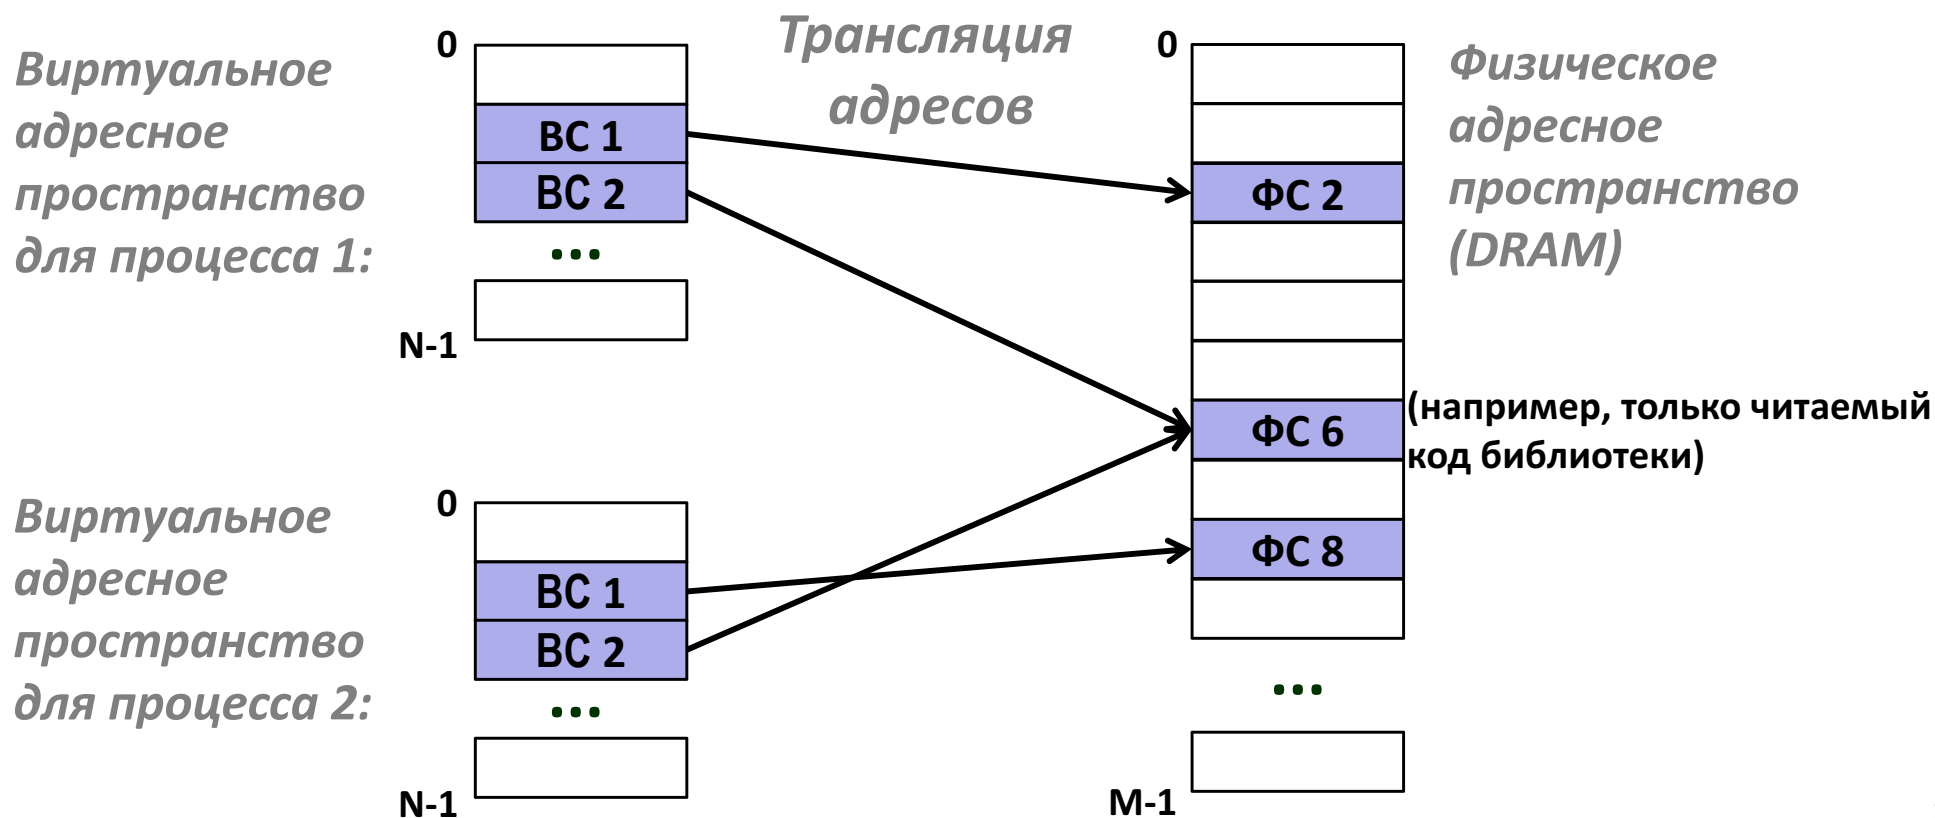 Трансляция
адресов
Виртуальное
адресное
пространство
для процесса 1:
0
ВС 1
ВС 2
...
N-1
Виртуальное
адресное
пространство
для процесса 2:
0
ВС 1
ВС 2
...
N-1
0
ФС 2
ФС 6
ФС 8
...
M-1
Физическое
адресное
пространство
(DRAM)
(например, только читаемый
код библиотеки)